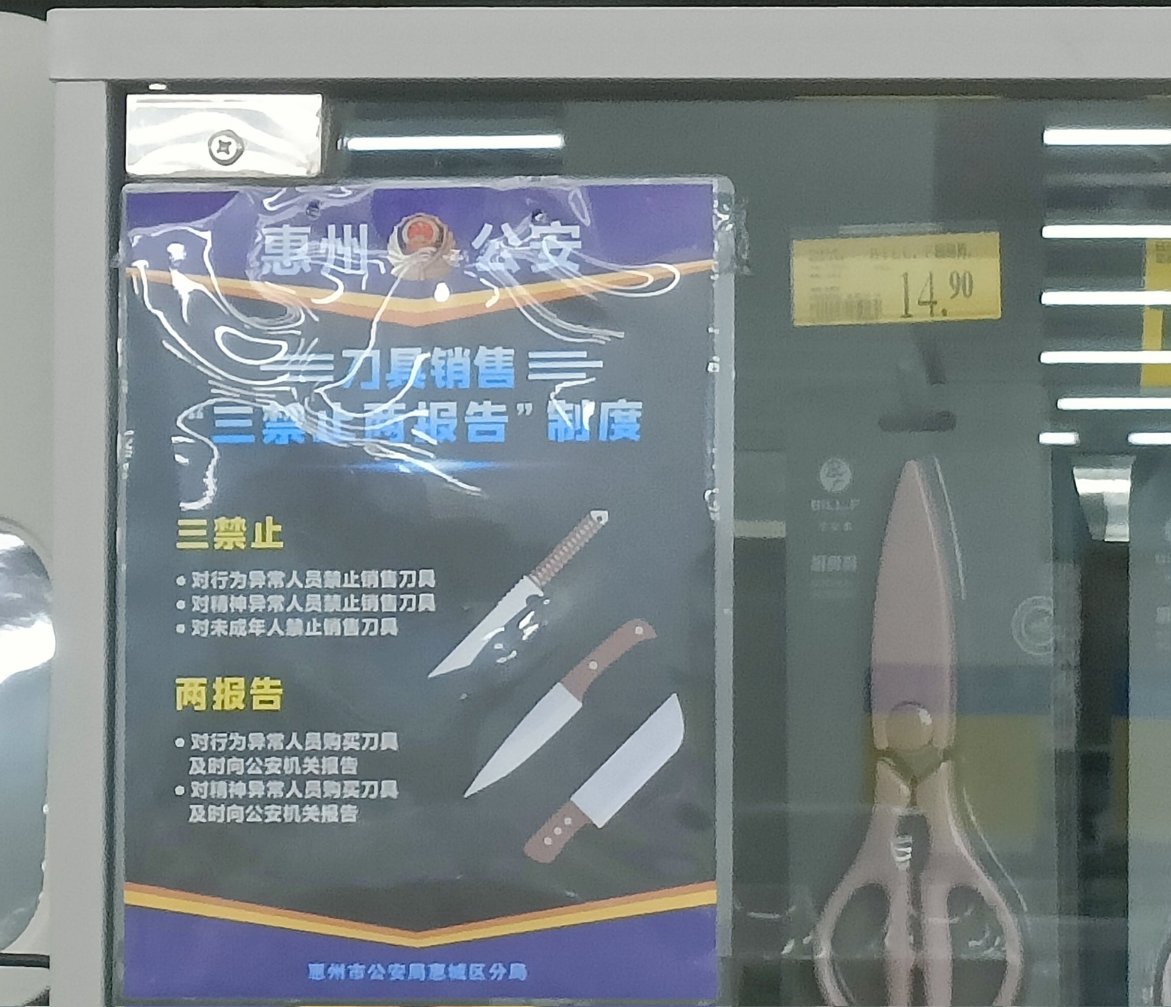 惠州 公安
刀具销售
“三禁止两报告”制度
三禁止
• 对行为异常人员禁止销售刀具
• 对精神异常人员禁止销售刀具
• 对未成年人禁止销售刀具
两报告
• 对行为异常人员购买刀具
及时向公安机关报告
• 对精神异常人员购买刀具
及时向公安机关报告
惠州市公安局惠城区分局
14.90